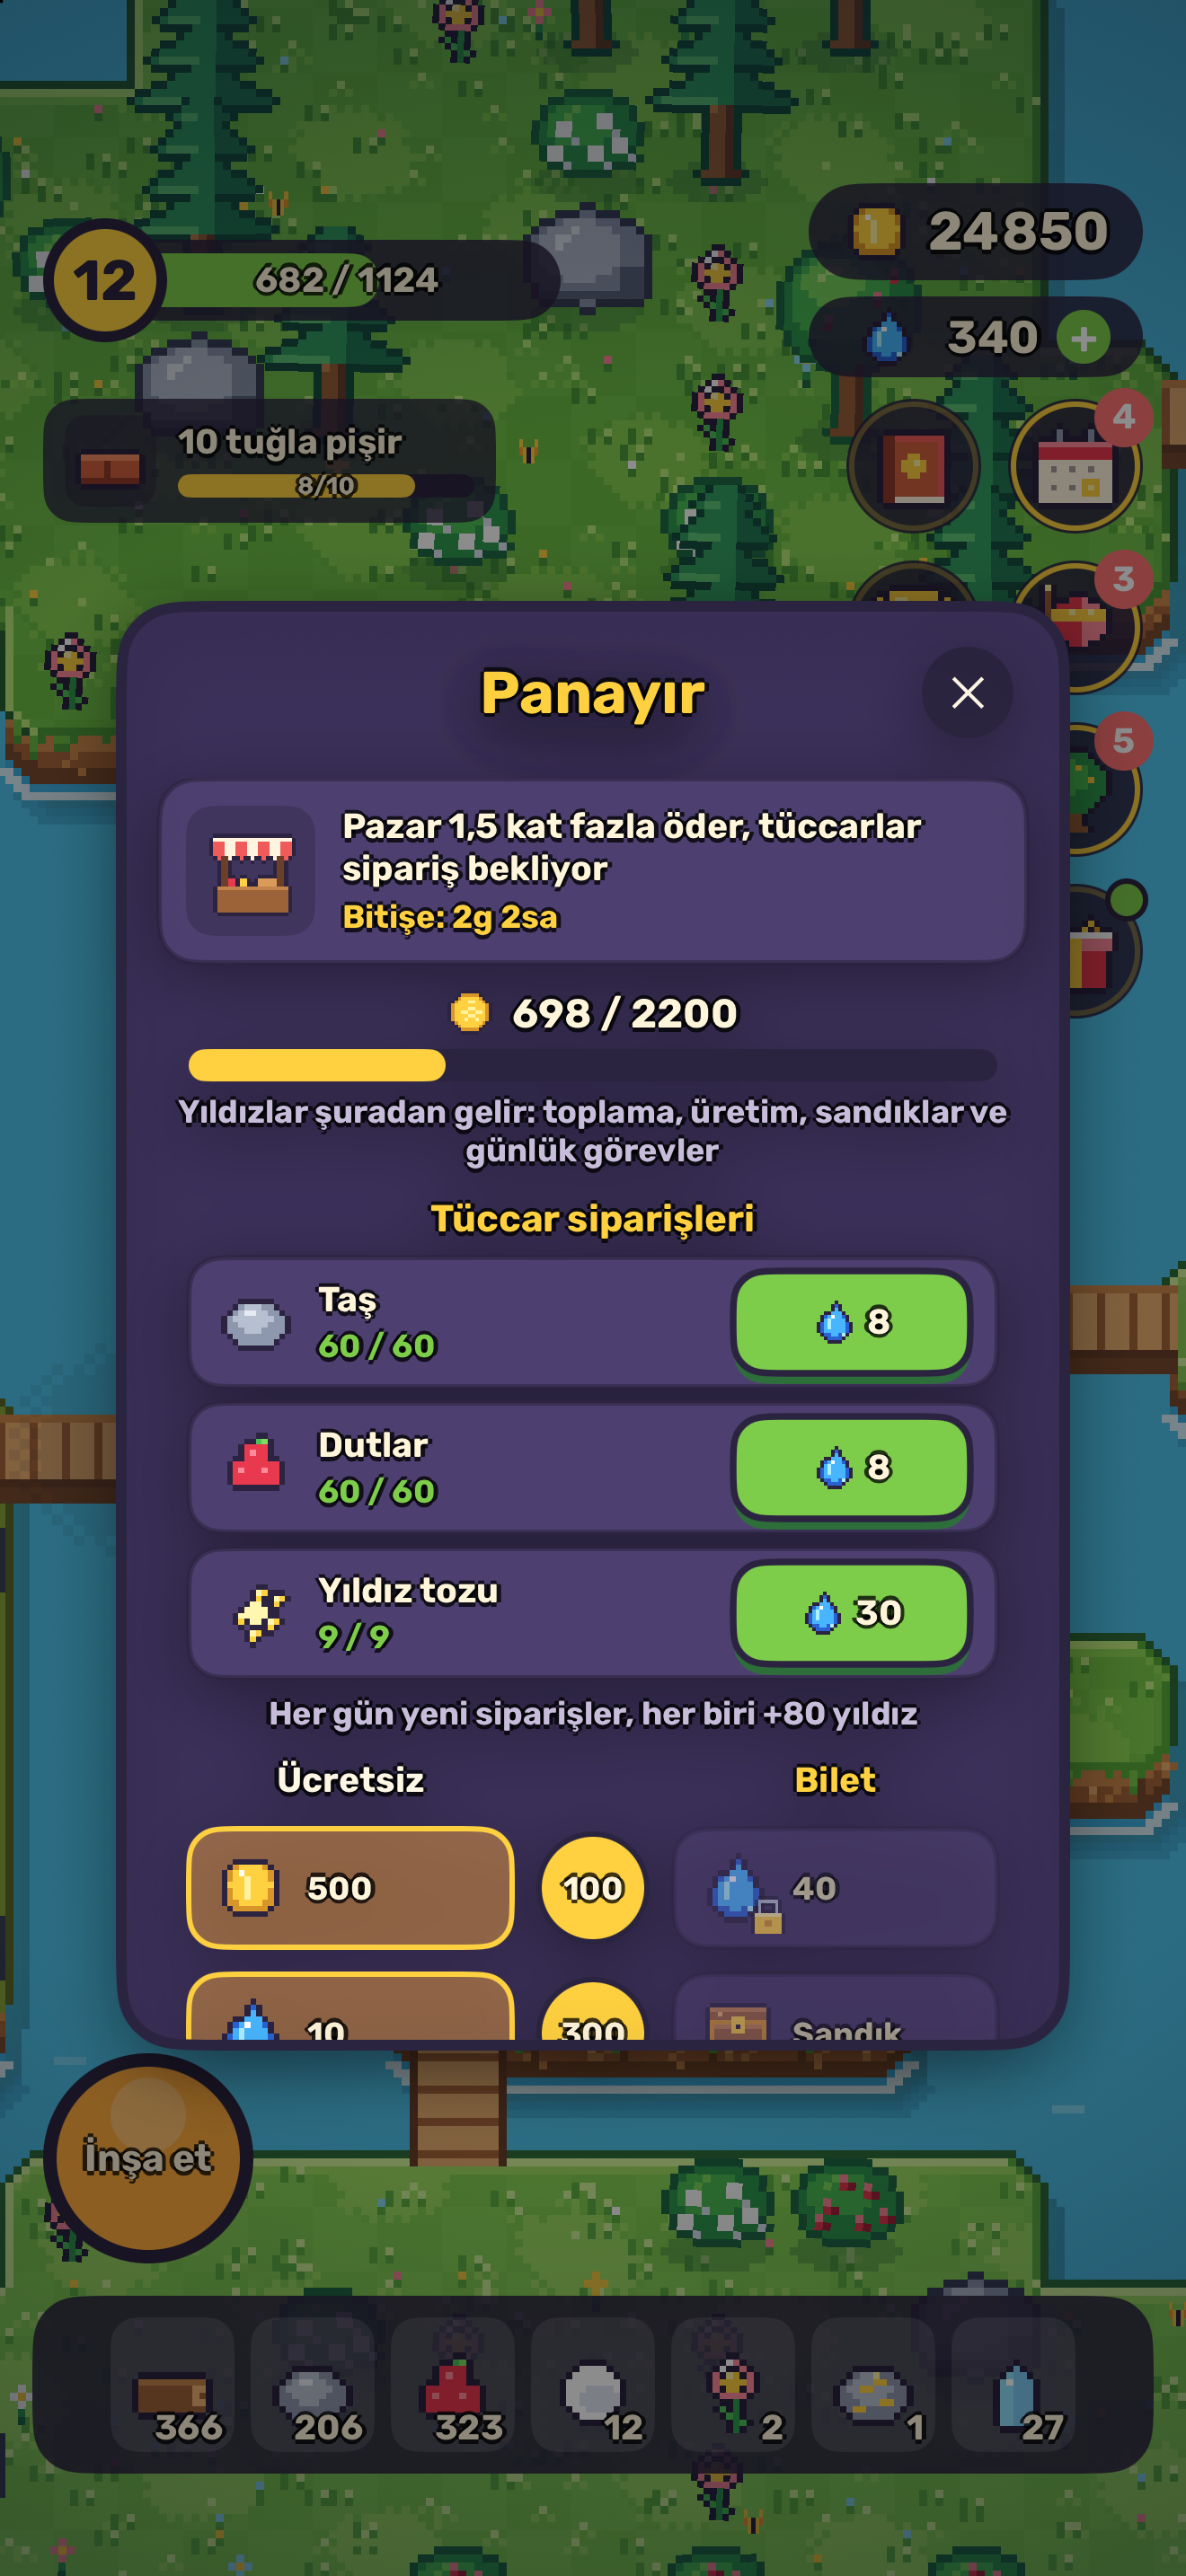 24850
12
682 / 1124
340
+
10 tuğla pişir
8/10
4
3
5
Panayır
Pazar 1,5 kat fazla öder, tüccarlar
sipariş bekliyor
Bitişe: 2g 2sa
698 / 2200
Yıldızlar şuradan gelir: toplama, üretim, sandıklar ve
günlük görevler
Tüccar siparişleri
Taş
60 / 60
8
Dutlar
60 / 60
8
Yıldız tozu
9 / 9
30
Her gün yeni siparişler, her biri +80 yıldız
Ücretsiz
Bilet
500
100
40
10
300
Sandık
İnşa et
366
206
323
12
2
1
27